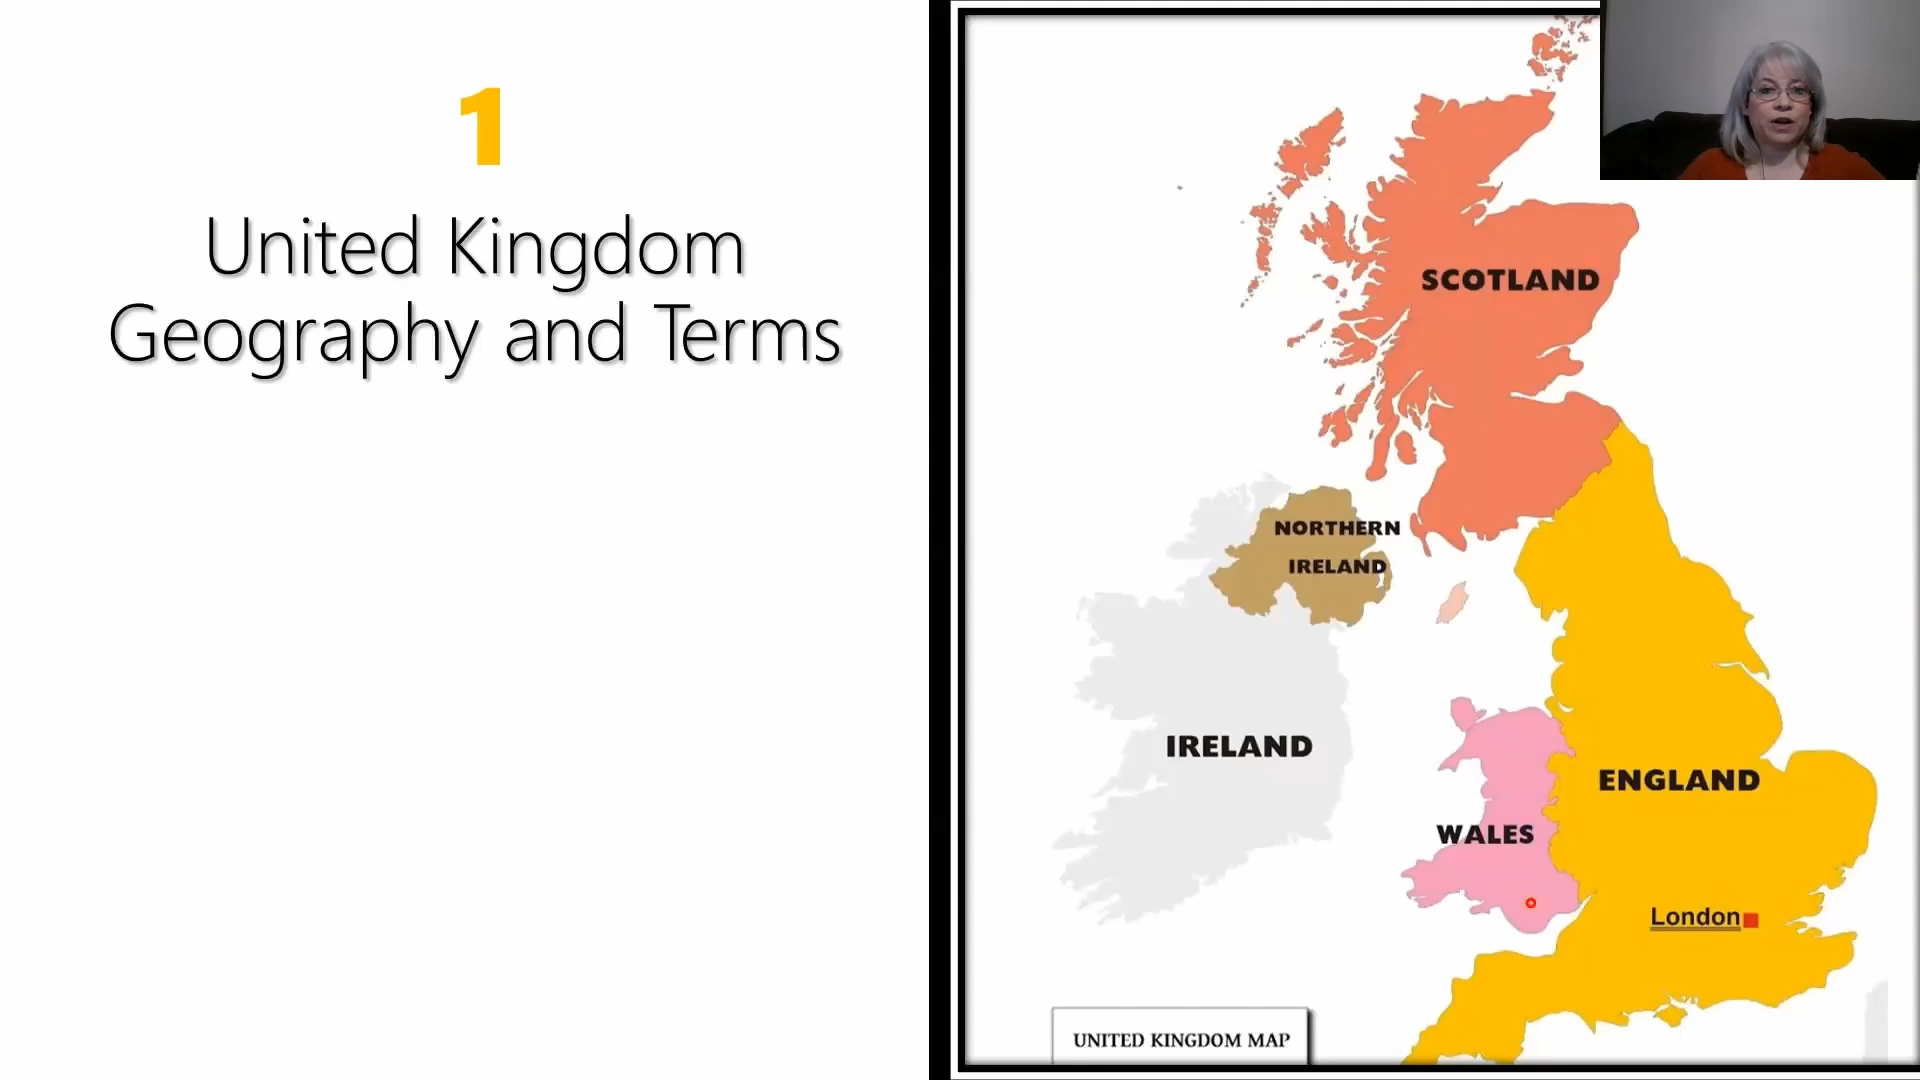 1
United Kingdom
Geography and Terms
SCOTLAND
NORTHERN
IRELAND
IRELAND
ENGLAND
WALES
London
UNITED KINGDOM MAP